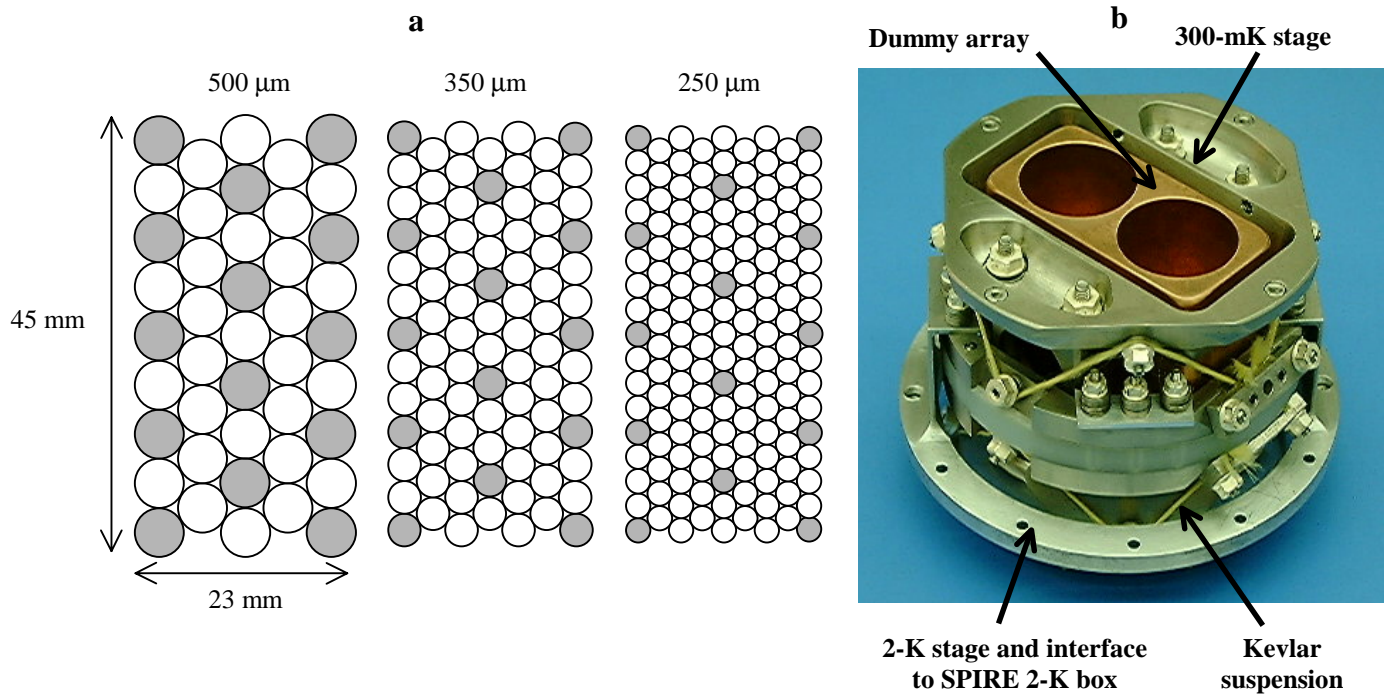 a
500 µm
350 µm
250 µm
45 mm
23 mm
b
Dummy array
300-mK stage
2-K stage and interface
to SPIRE 2-K box
Kevlar
suspension